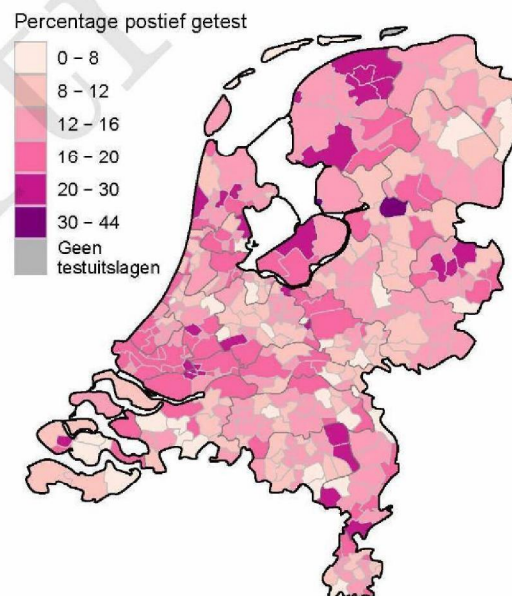 Percentage postief getest
0 – 8
8 – 12
12 – 16
16 – 20
20 – 30
30 – 44
Geen
testuitslagen